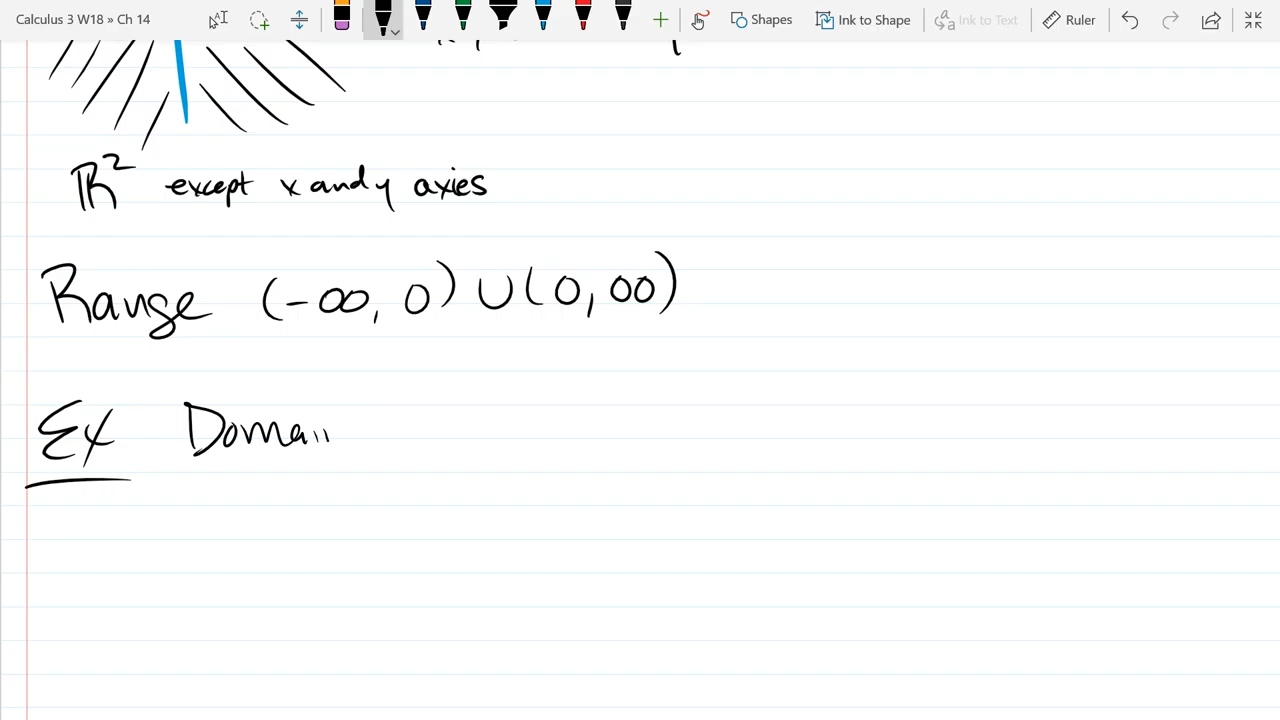 Calculus 3 W18 » Ch 14 Shapes Ink to Shape Ink to Text Ruler
ℝ² except x and y axies
Range (-∞, 0) ∪ (0, ∞)
Ex Domai